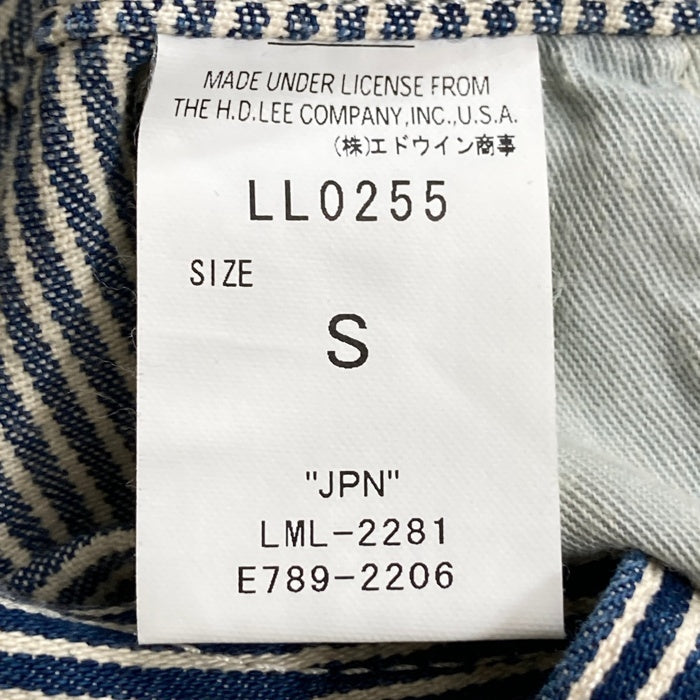 MADE UNDER LICENSE FROM
THE H.D.LEE COMPANY,INC.,U.S.A.
(株)エドウイン商事
LL0255
SIZE
S
"JPN"
LML-2281
E789-2206